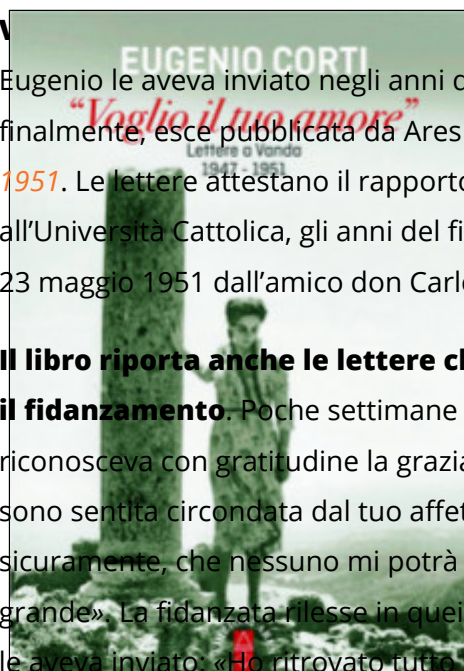 EUGENIO CORTI
Eugenio le aveva inviato negli anni
“Voglio il tuo amore”
finalmente, esce pubblicata da Ares
Lettere a Vanda
1947 - 1951
1951. Le lettere attestano il rapporto
all’Università Cattolica, gli anni del
23 maggio 1951 dall’amico don Carlo
Il libro riporta anche le lettere
il fidanzamento. Poche settimane
riconosceva con gratitudine la grazia
sono sentita circondata dal tuo
sicuramente, che nessuno mi potrà
grande». La fidanzata rilesse in quei
le aveva inviato: «Ho ritrovato tutto